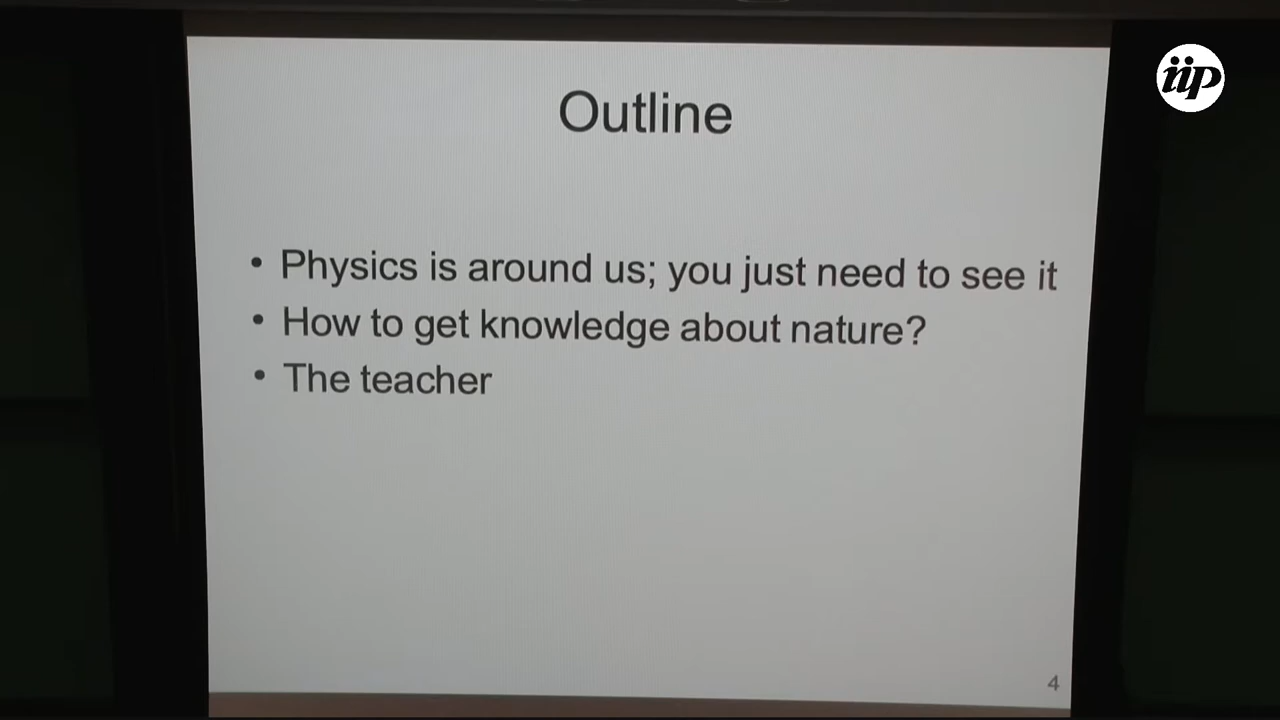 iip
Outline
• Physics is around us; you just need to see it
• How to get knowledge about nature?
• The teacher
4